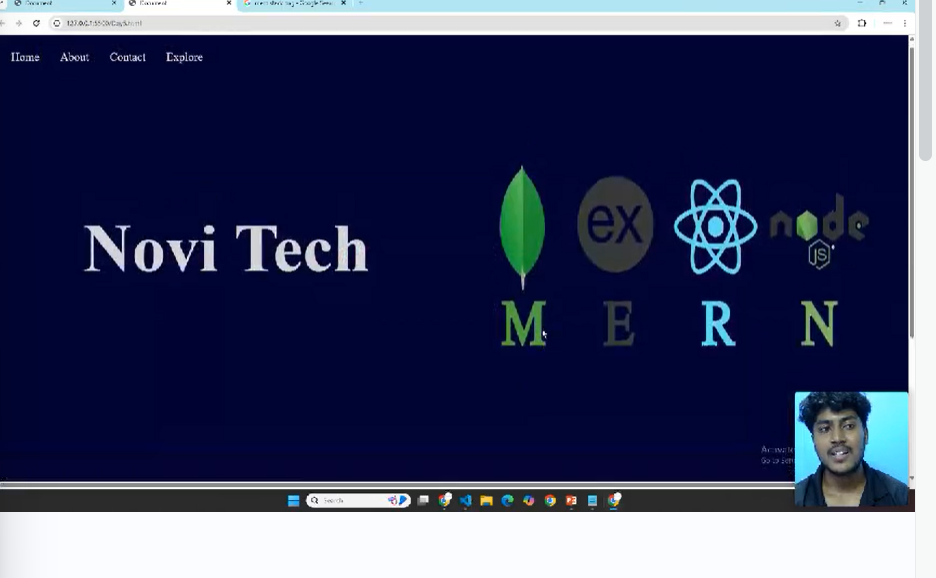 Document
Document
Home
About
Contact
Explore
Novi Tech
ex
node
JS
M
E
R
N
Search